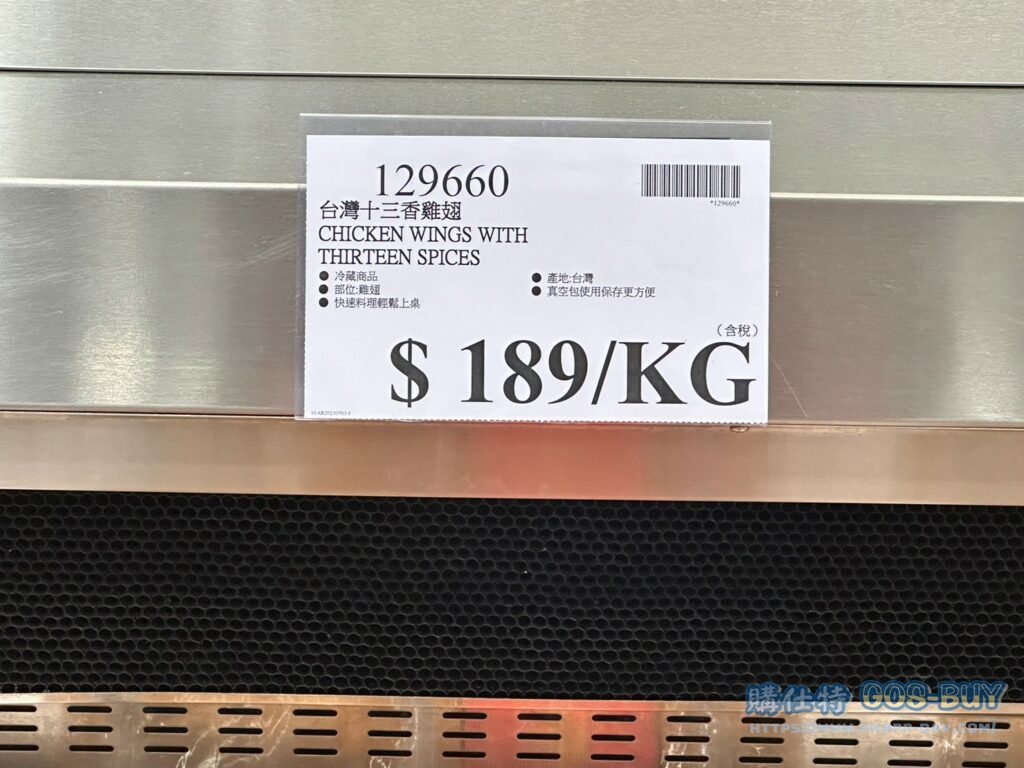 129660
*129660*
台灣十三香雞翅
CHICKEN WINGS WITH
THIRTEEN SPICES
● 冷藏商品
● 部位:雞翅
● 快速料理輕鬆上桌
● 產地:台灣
● 真空包使用保存更方便
(含稅)
$ 189/KG
購仕特 GOS-BUY